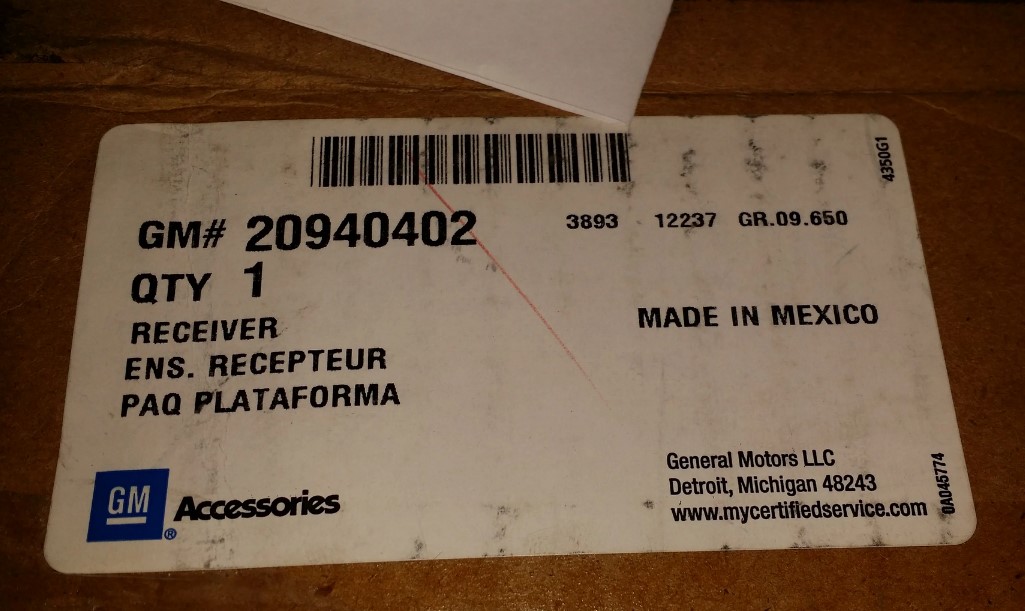 4350G1
GM# 20940402 3893 12237 GR.09.650
QTY 1
RECEIVER
ENS. RECEPTEUR
PAQ PLATAFORMA
MADE IN MEXICO
GM ® Accessories
General Motors LLC
Detroit, Michigan 48243
www.mycertifiedservice.com
0A045774